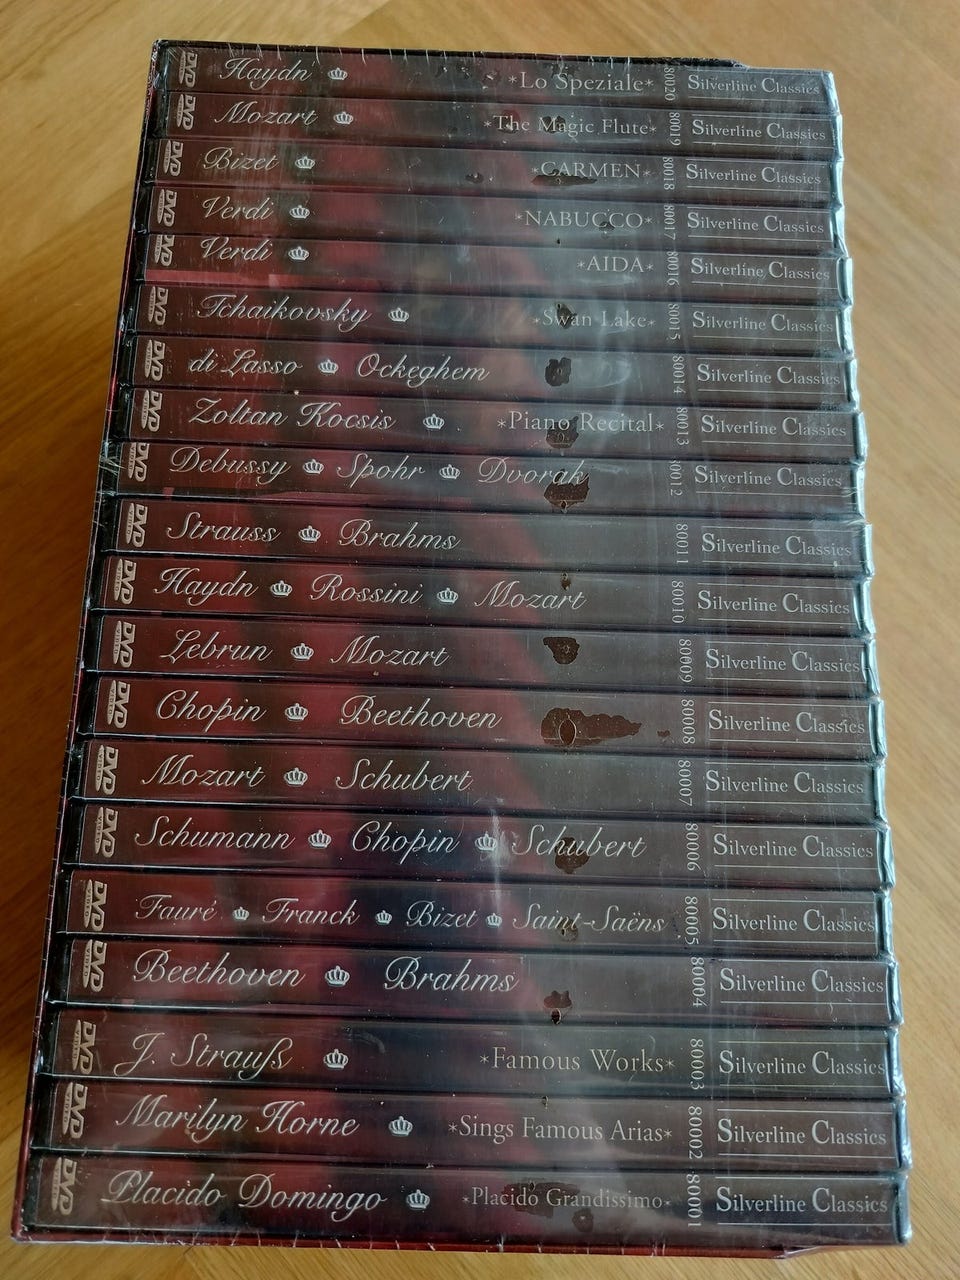 DVD Haydn *Lo Speziale* 80020 Silverline Classics
DVD Mozart *The Magic Flute* 80019 Silverline Classics
DVD Bizet *CARMEN* 80018 Silverline Classics
DVD Verdi *NABUCCO* 80017 Silverline Classics
DVD Verdi *AIDA* 80016 Silverline Classics
DVD Tchaikovsky *Swan Lake* 80015 Silverline Classics
DVD di Lasso Ockeghem 80014 Silverline Classics
DVD Zoltan Kocsis *Piano Recital* 80013 Silverline Classics
DVD Debussy Spohr Dvorak 80012 Silverline Classics
DVD Strauss Brahms 80011 Silverline Classics
DVD Haydn Rossini Mozart 80010 Silverline Classics
DVD Lebrun Mozart 80009 Silverline Classics
DVD Chopin Beethoven 80008 Silverline Classics
DVD Mozart Schubert 80007 Silverline Classics
DVD Schumann Chopin Schubert 80006 Silverline Classics
DVD Fauré Franck Bizet Saint-Saëns 80005 Silverline Classics
DVD Beethoven Brahms 80004 Silverline Classics
DVD J. Strauß *Famous Works* 80003 Silverline Classics
DVD Marilyn Horne *Sings Famous Arias* 80002 Silverline Classics
DVD Placido Domingo *Placido Grandissimo* 80001 Silverline Classics